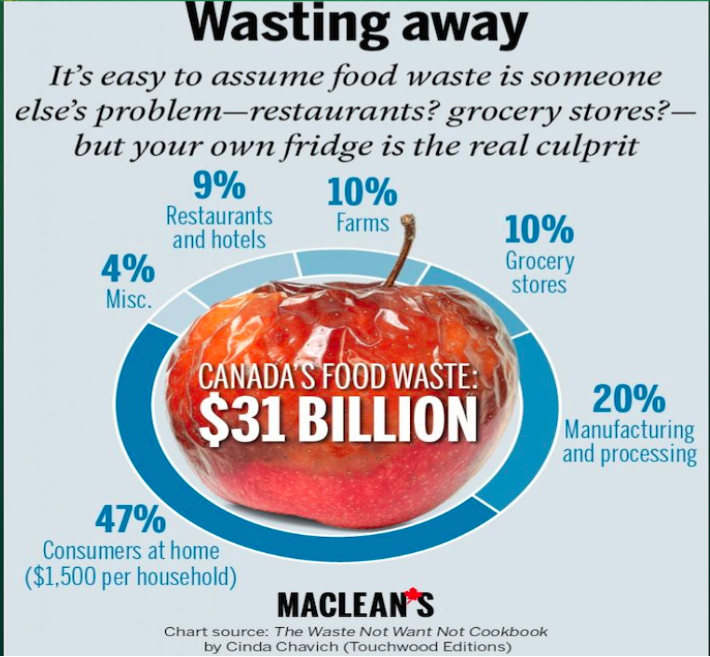 Wasting away
It's easy to assume food waste is someone
else's problem—restaurants? grocery stores?—
but your own fridge is the real culprit
9%
Restaurants
and hotels
10%
Farms
10%
Grocery
stores
4%
Misc.
CANADA'S FOOD WASTE:
$31 BILLION
20%
Manufacturing
and processing
47%
Consumers at home
($1,500 per household)
MACLEAN'S
Chart source: The Waste Not Want Not Cookbook
by Cinda Chavich (Touchwood Editions)